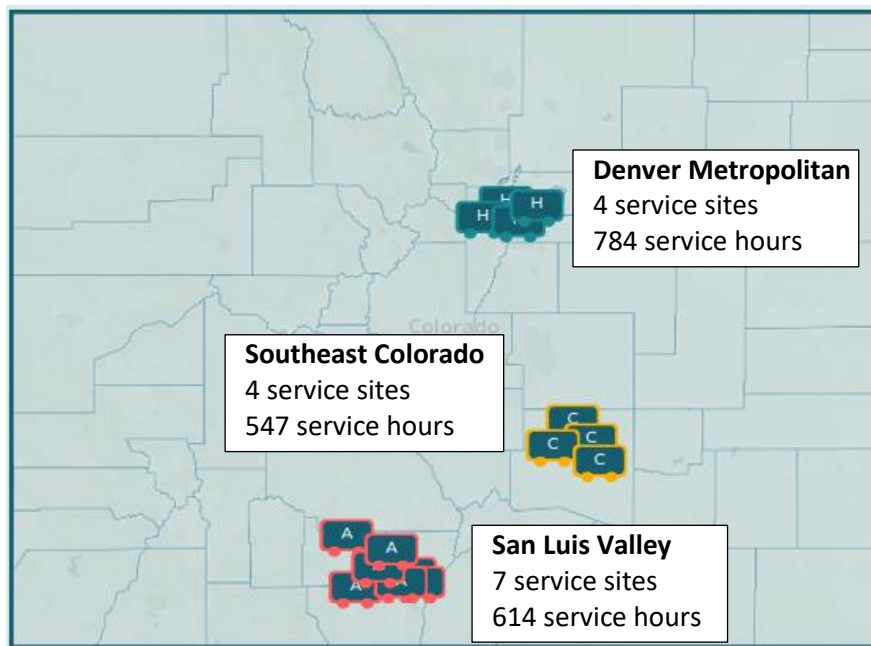 Denver Metropolitan
4 service sites
784 service hours
H
H
H
Colorado
Southeast Colorado
4 service sites
547 service hours
C
C
C
C
San Luis Valley
7 service sites
614 service hours
A
A
A
A
A